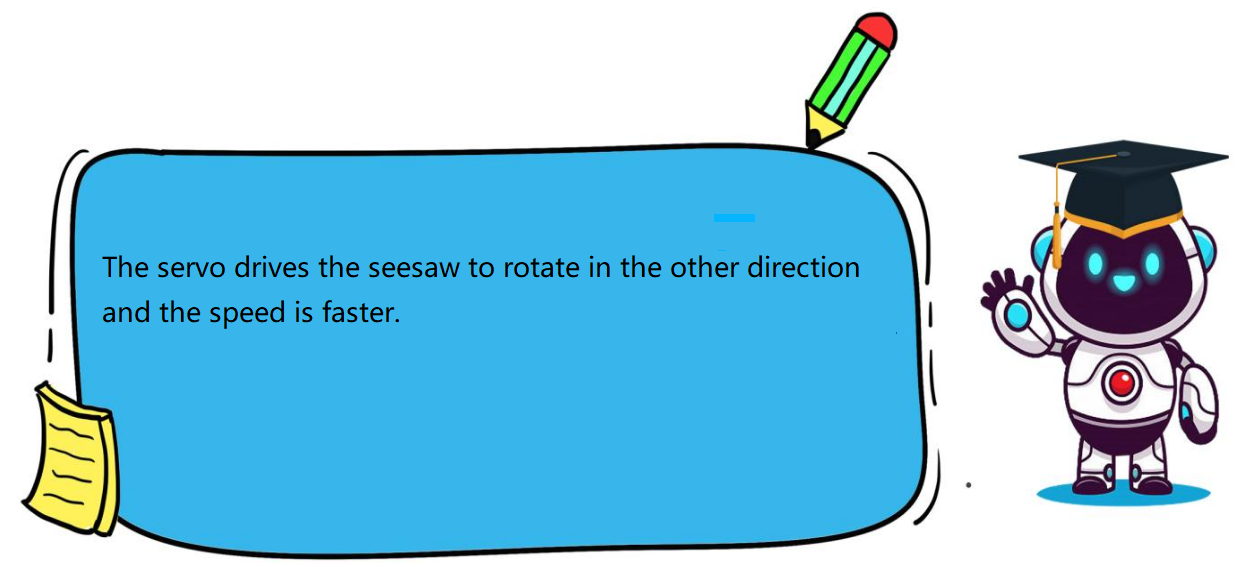 The servo drives the seesaw to rotate in the other direction
and the speed is faster.